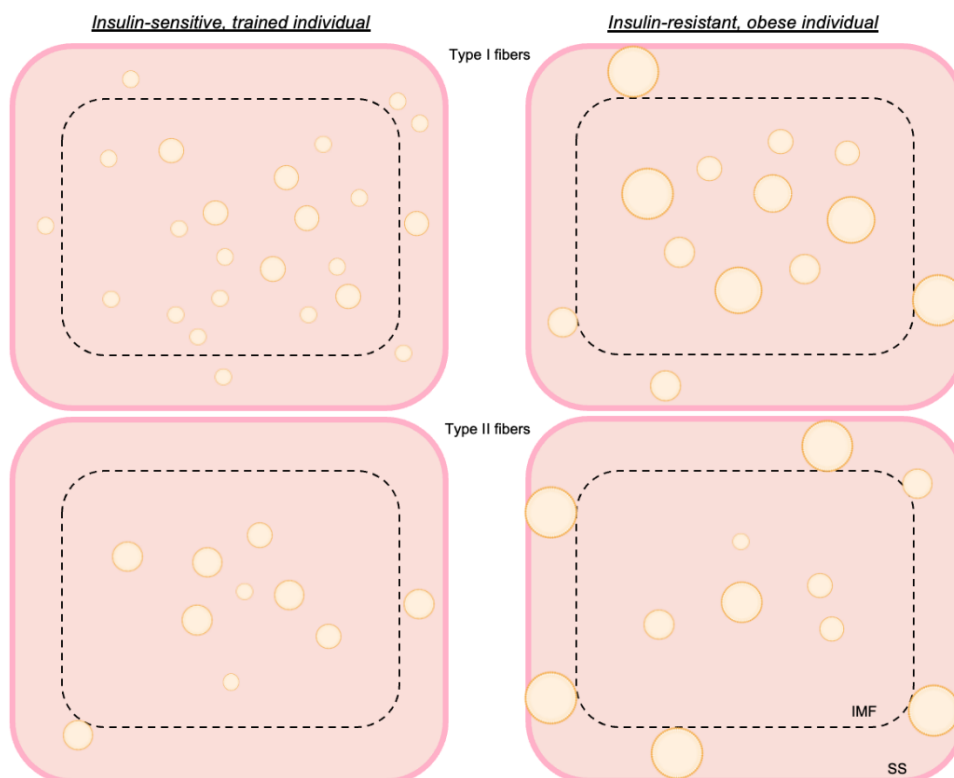 Insulin-sensitive, trained individual
Insulin-resistant, obese individual
Type I fibers
Type II fibers
IMF
SS